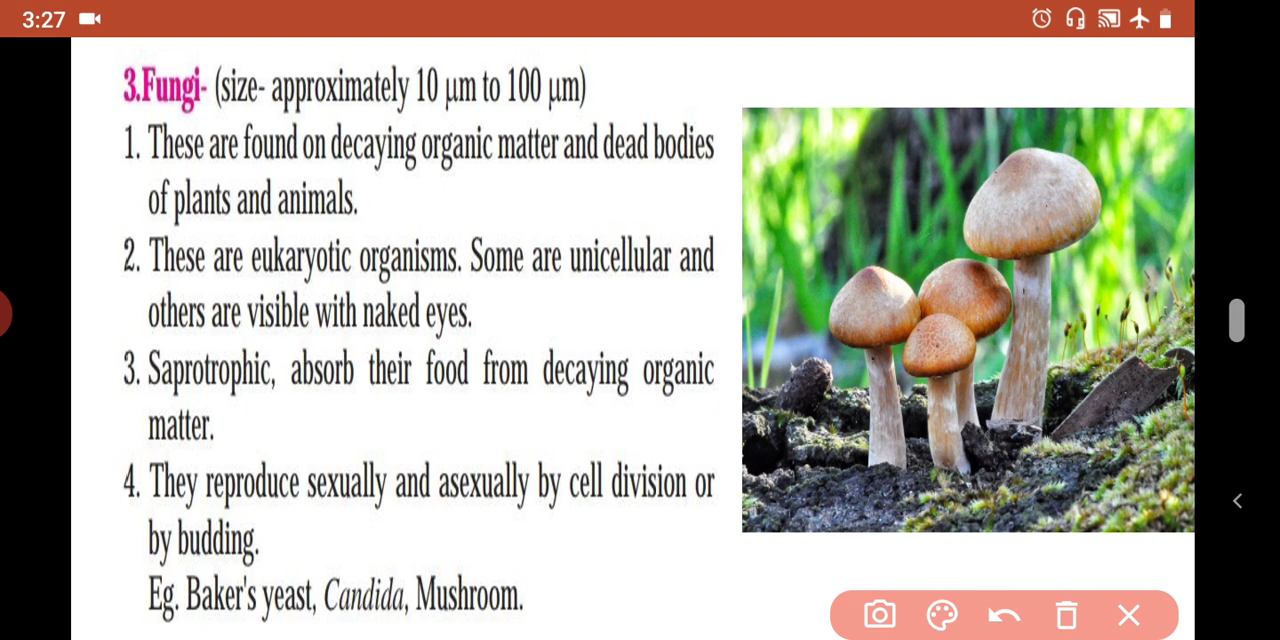 3:27
3.Fungi- (size- approximately 10 μm to 100 μm)
1. These are found on decaying organic matter and dead bodies
of plants and animals.
2. These are eukaryotic organisms. Some are unicellular and
others are visible with naked eyes.
3. Saprotrophic, absorb their food from decaying organic
matter.
4. They reproduce sexually and asexually by cell division or
by budding.
Eg. Baker's yeast, Candida, Mushroom.